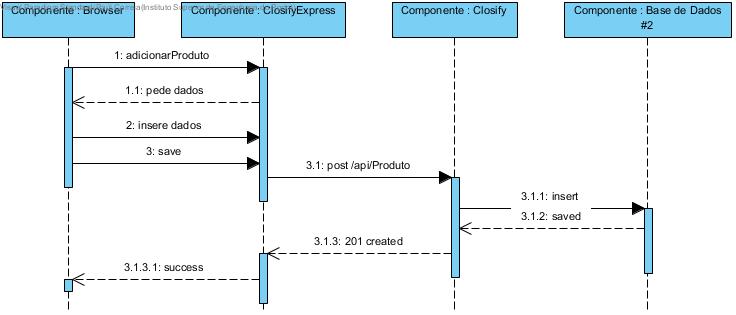 Componente : Browser
Componente : ClosifyExpress
Componente : Closify
Componente : Base de Dados
#2
1: adicionarProduto
1.1: pede dados
2: insere dados
3: save
3.1: post /api/Produto
3.1.1: insert
3.1.2: saved
3.1.3: 201 created
3.1.3.1: success